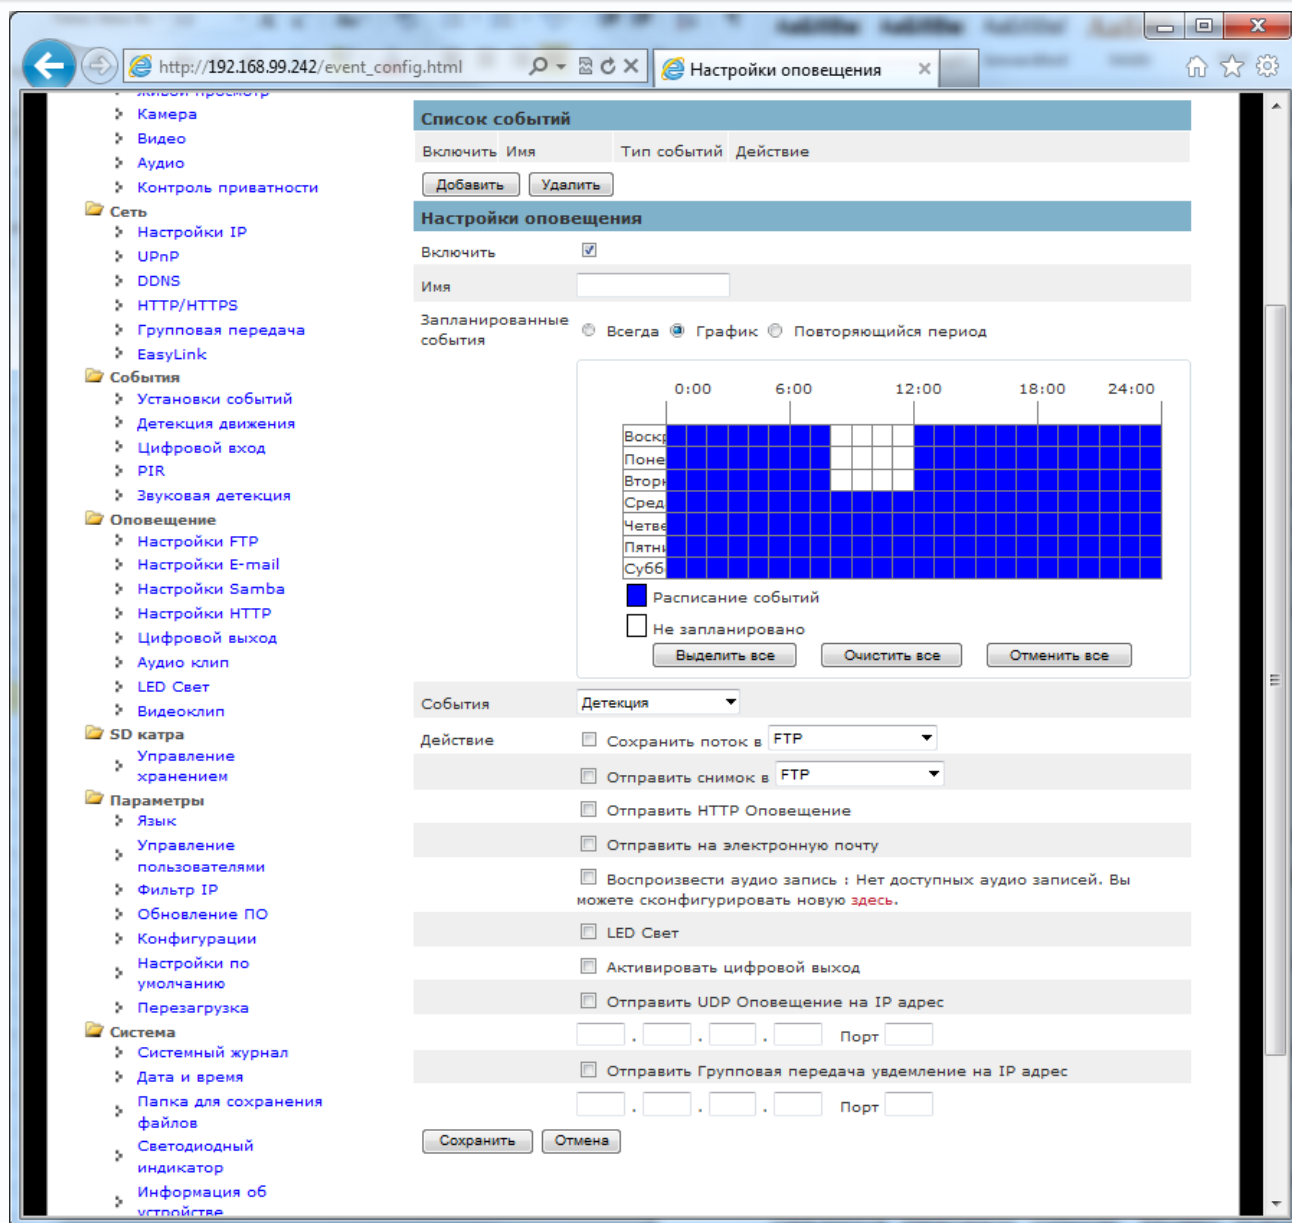 http://192.168.99.242/event_config.html
Настройки оповещения
Живой просмотр
Камера
Видео
Аудио
Контроль приватности
Сеть
Настройки IP
UPnP
DDNS
HTTP/HTTPS
Групповая передача
EasyLink
События
Установки событий
Детекция движения
Цифровой вход
PIR
Звуковая детекция
Оповещение
Настройки FTP
Настройки E-mail
Настройки Samba
Настройки HTTP
Цифровой выход
Аудио клип
LED Свет
Видеоклип
SD катра
Управление
хранением
Параметры
Язык
Управление
пользователями
Фильтр IP
Обновление ПО
Конфигурации
Настройки по
умолчанию
Перезагрузка
Система
Системный журнал
Дата и время
Папка для сохранения
файлов
Светодиодный
индикатор
Информация об
устройстве
Список событий
Включить Имя Тип событий Действие
Добавить Удалить
Настройки оповещения
Включить
Имя
Запланированные
события
Всегда График Повторяющийся период
0:00 6:00 12:00 18:00 24:00
Воскр
Поне
Вторн
Сред
Четве
Пятни
Субб
Расписание событий
Не запланировано
Выделить все Очистить все Отменить все
События Детекция
Действие Сохранить поток в FTP
Отправить снимок в FTP
Отправить HTTP Оповещение
Отправить на электронную почту
Воспроизвести аудио запись : Нет доступных аудио записей. Вы
можете сконфигурировать новую здесь.
LED Свет
Активировать цифровой выход
Отправить UDP Оповещение на IP адрес
. . . Порт
Отправить Групповая передача увдемление на IP адрес
. . . Порт
Сохранить Отмена